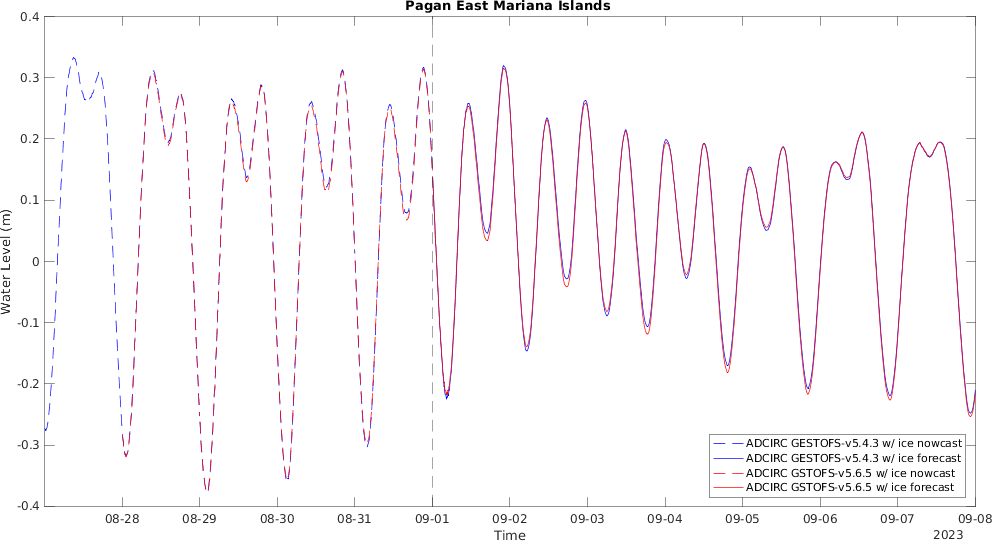 Pagan East Mariana Islands
Water Level (m)
0.4
0.3
0.2
0.1
0
-0.1
-0.2
-0.3
-0.4
ADCIRC GESTOFS-v5.4.3 w/ ice nowcast
ADCIRC GESTOFS-v5.4.3 w/ ice forecast
ADCIRC GSTOFS-v5.6.5 w/ ice nowcast
ADCIRC GSTOFS-v5.6.5 w/ ice forecast
08-28 08-29 08-30 08-31 09-01 09-02 09-03 09-04 09-05 09-06 09-07 09-08
Time
2023